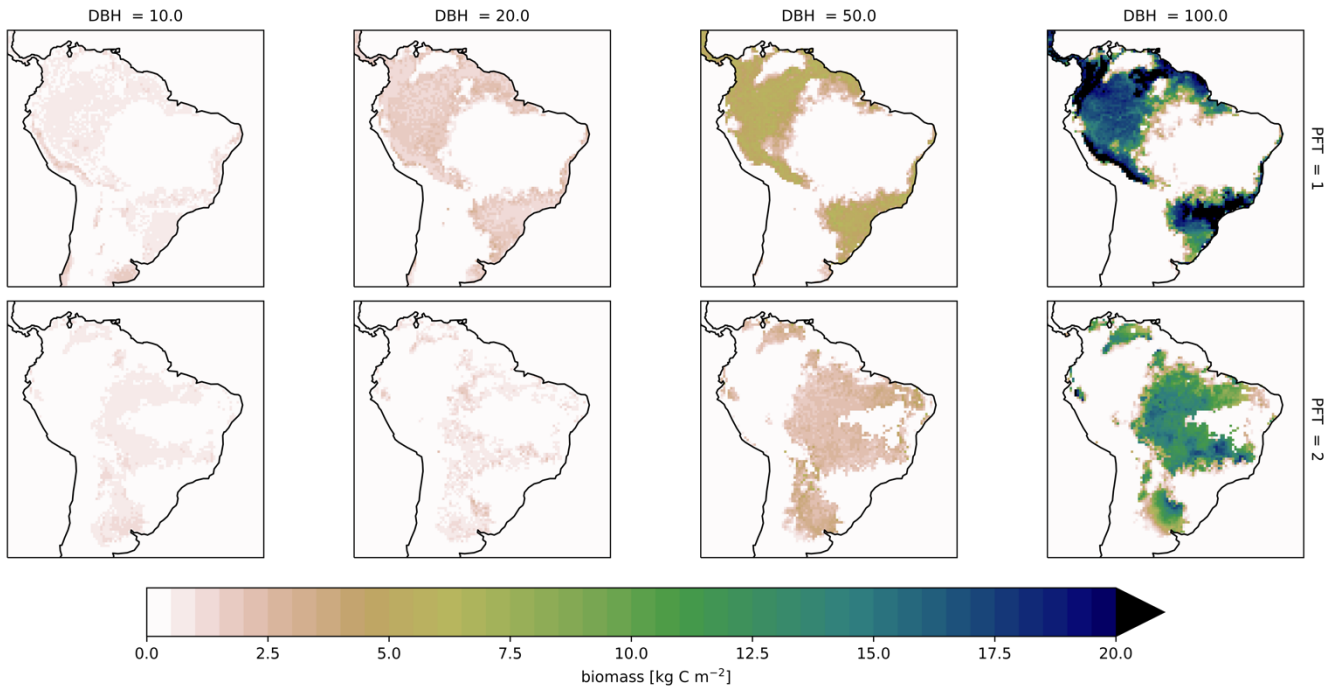 DBH = 10.0
DBH = 20.0
DBH = 50.0
DBH = 100.0
PFT = 1
PFT = 2
0.0 2.5 5.0 7.5 10.0 12.5 15.0 17.5 20.0
biomass [kg C m⁻²]